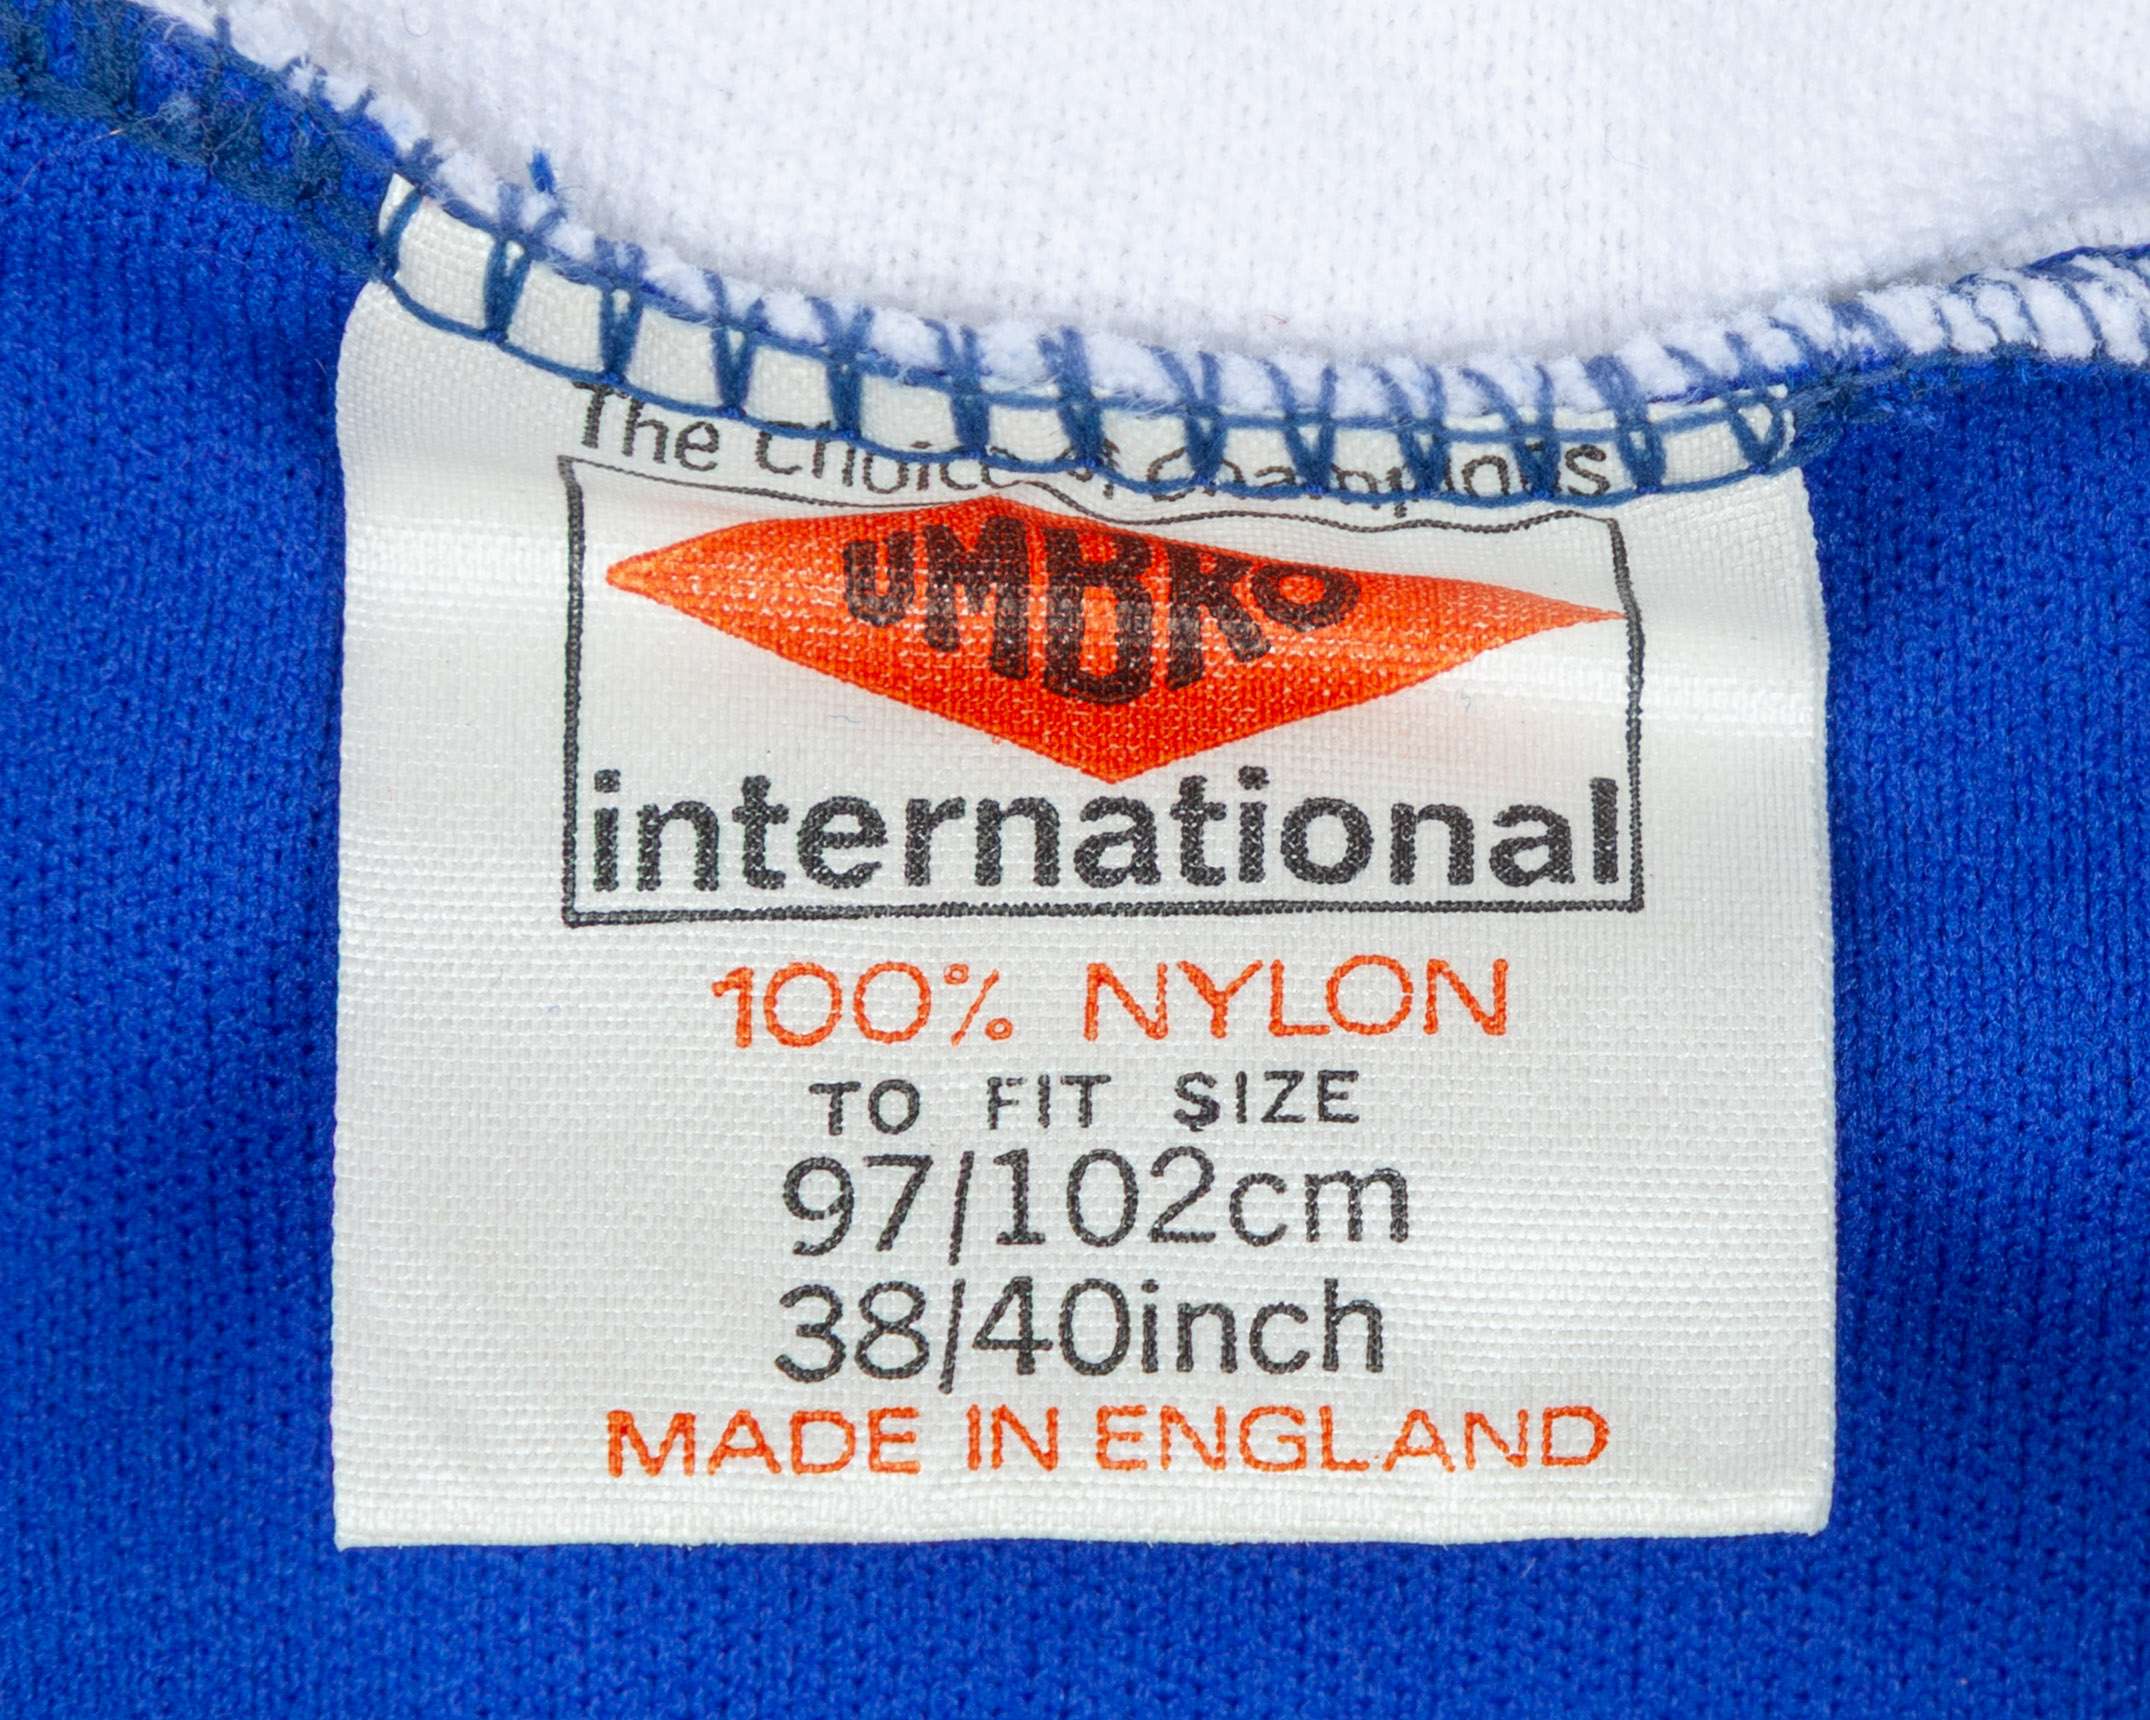 The Choice of Champions
UMBRO
international
100% NYLON
TO FIT SIZE
97/102cm
38/40inch
MADE IN ENGLAND